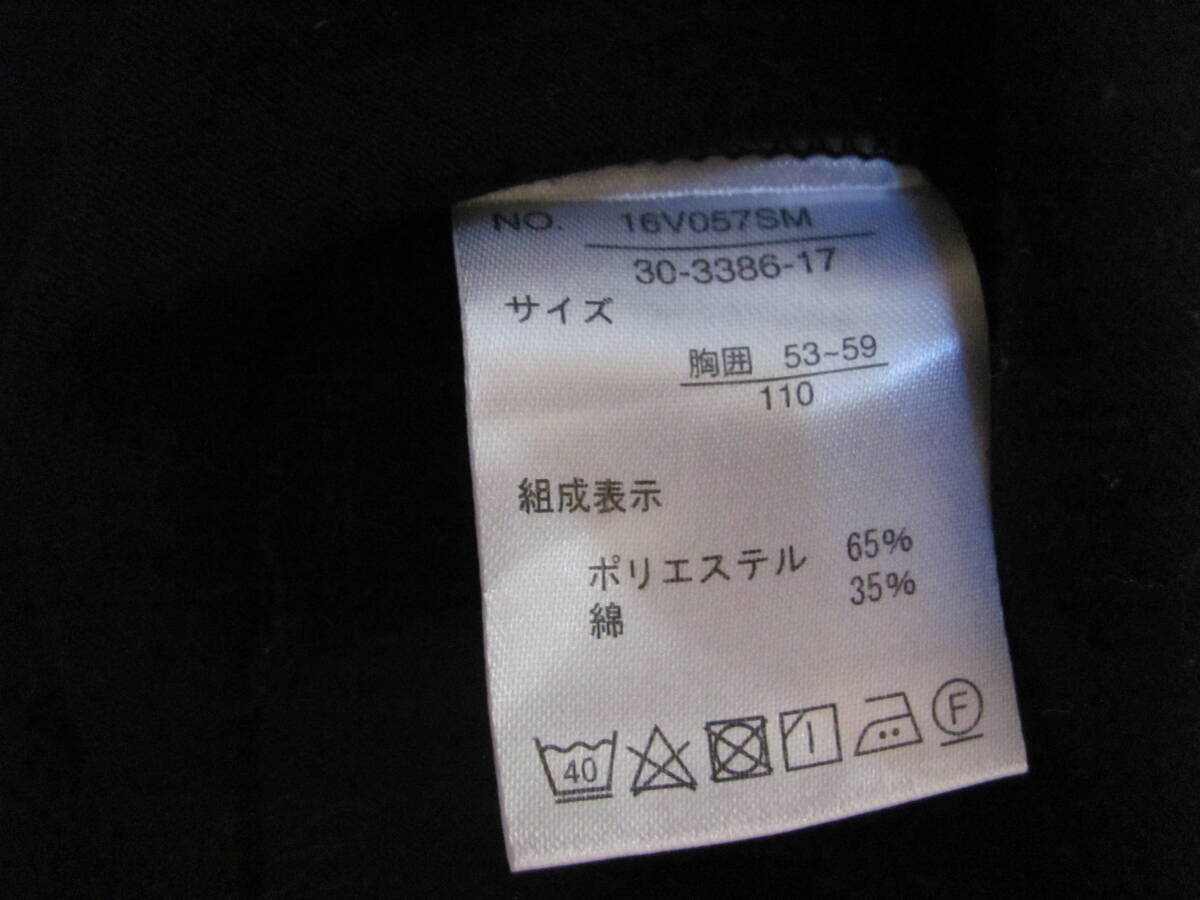 NO. 16V057SM
30-3386-17
サイズ
胸囲 53~59
110
組成表示
ポリエステル 65%
綿 35%
40
F